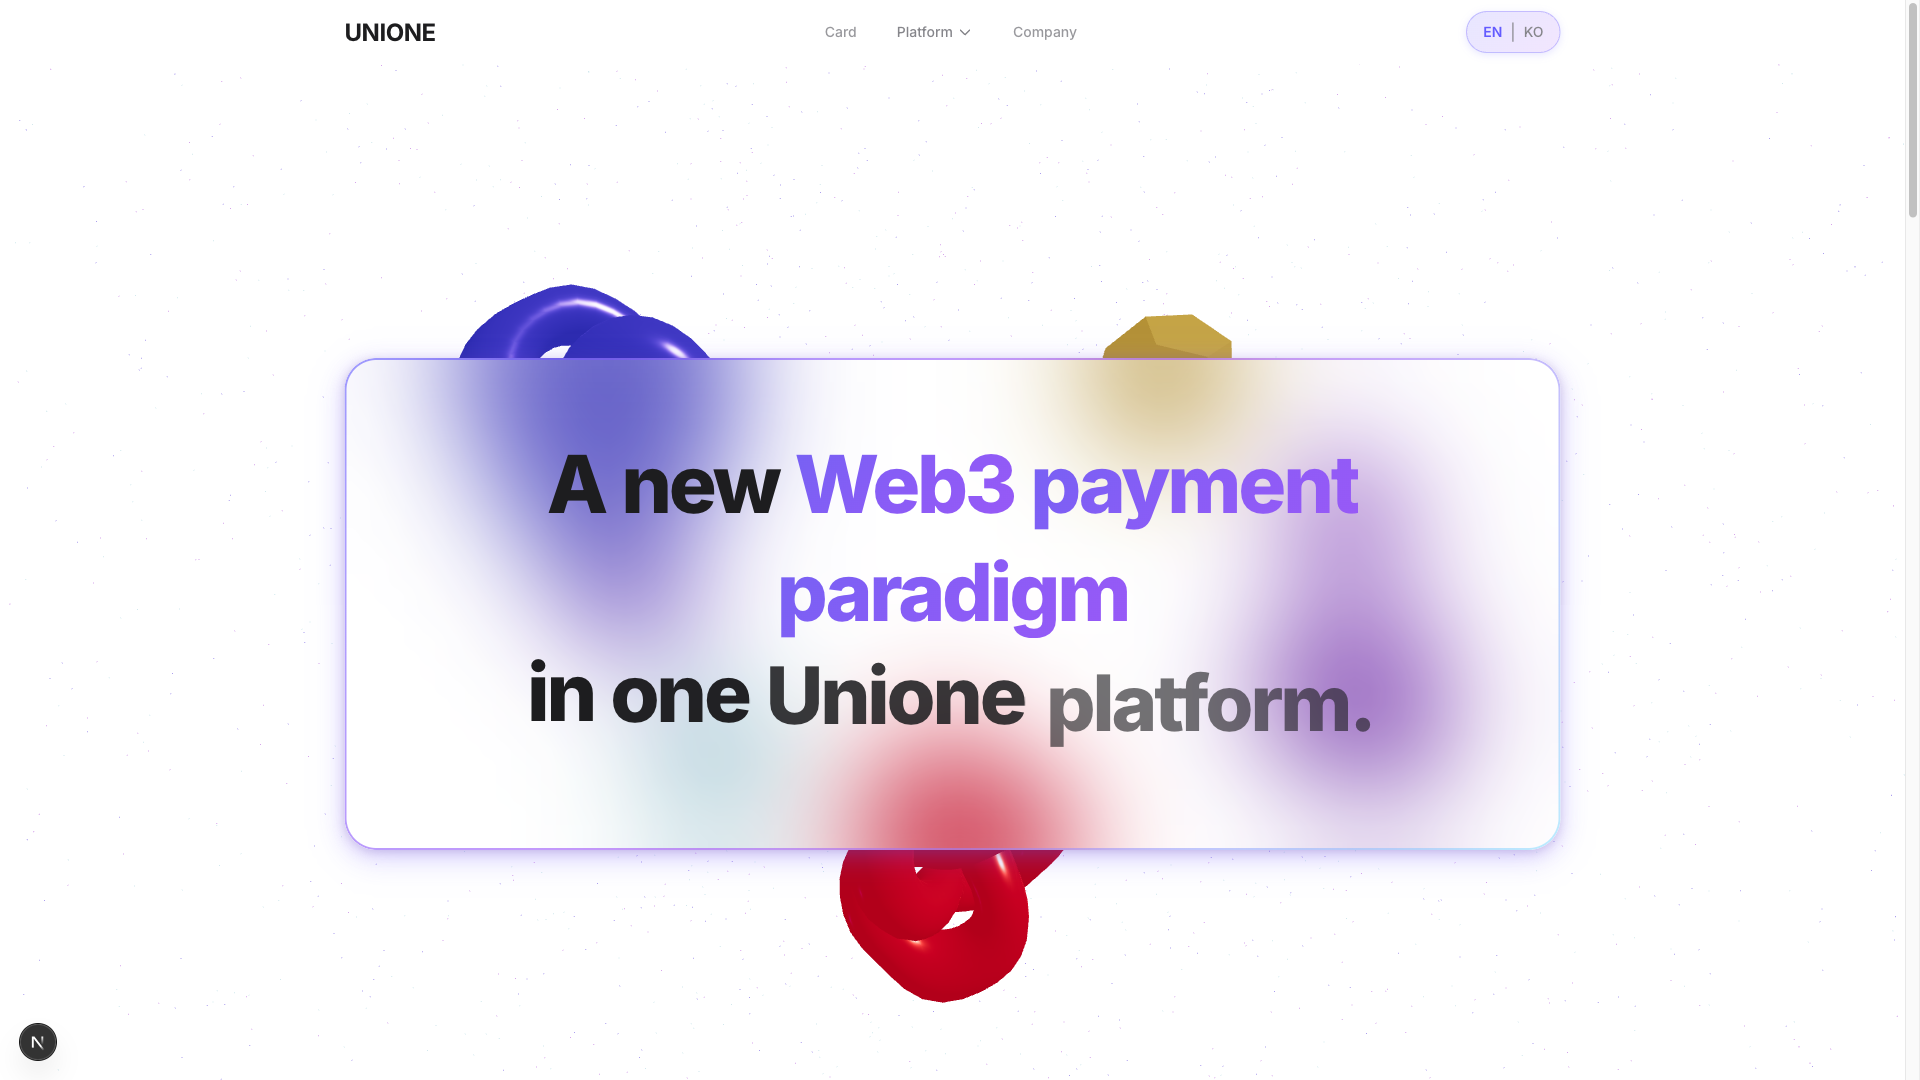 UNIONE
Card
Platform
Company
EN | KO
A new Web3 payment
paradigm
in one Unione platform.
N